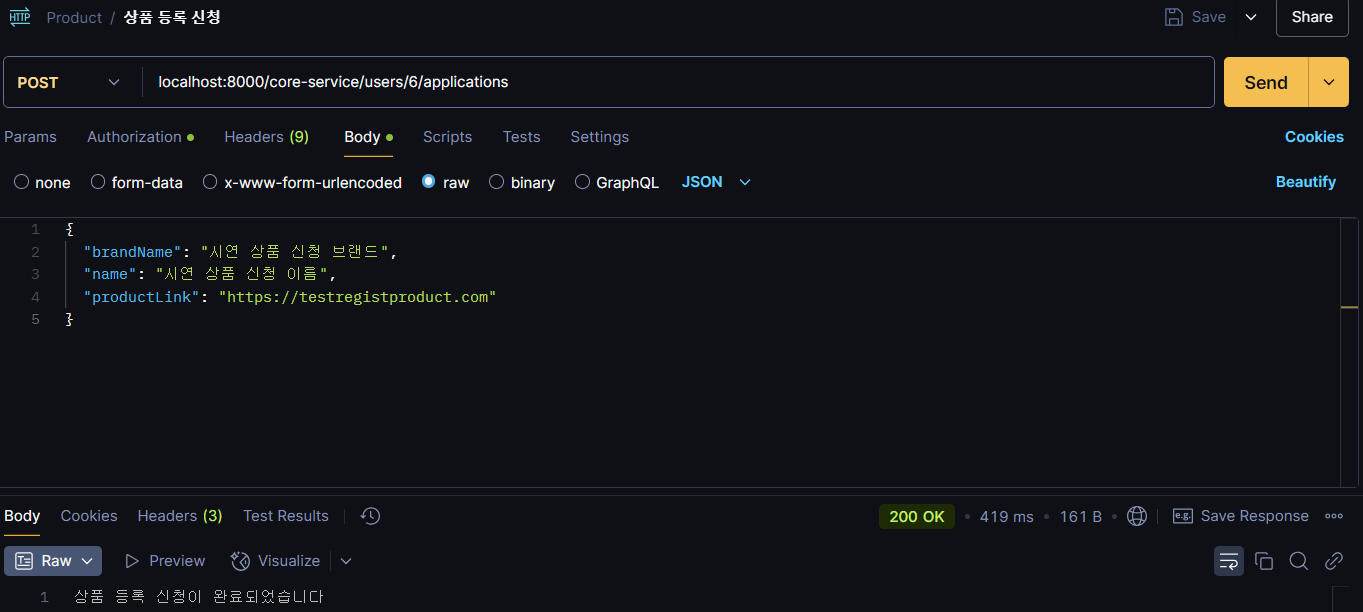 HTTP Product / 상품 등록 신청 Save Share
POST localhost:8000/core-service/users/6/applications Send
Params Authorization Headers (9) Body Scripts Tests Settings Cookies
none form-data x-www-form-urlencoded raw binary GraphQL JSON Beautify
1 {
2 "brandName": "시연 상품 신청 브랜드",
3 "name": "시연 상품 신청 이름",
4 "productLink": "https://testregistproduct.com"
5 }
Body Cookies Headers (3) Test Results 200 OK 419 ms 161 B e.g. Save Response
Raw Preview Visualize
1 상품 등록 신청이 완료되었습니다